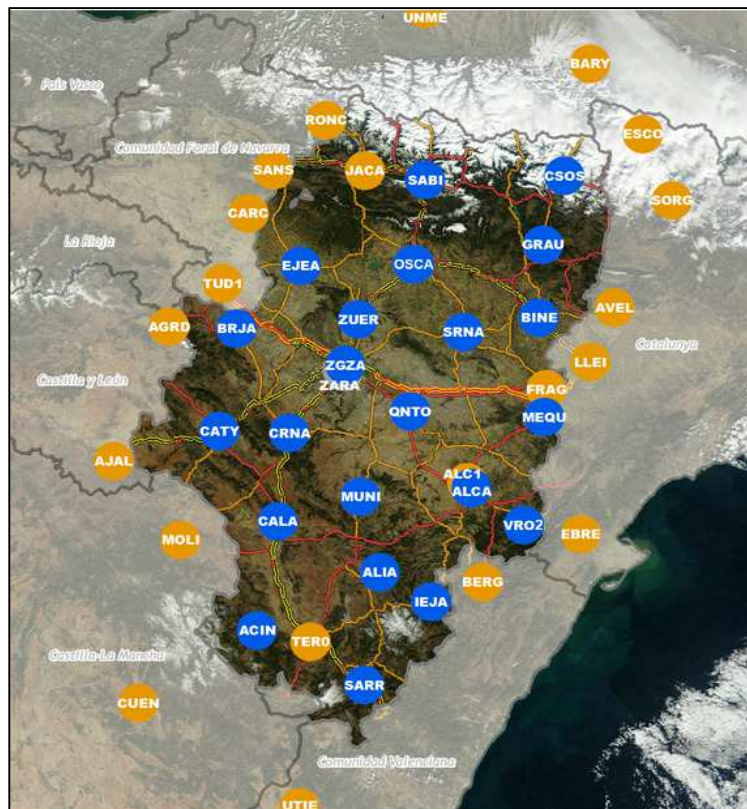 UNME
BARY
País Vasco
RONC
ESCO
Comunidad Foral de Navarra
SANS
JACA
SABI
CSOS
SORG
CARC
La Rioja
GRAU
EJEA
OSCA
TUD1
AVEL
AGRD
BRJA
ZUER
SRNA
BINE
Catalunya
ZGZA
LLEI
Castilla y León
ZARA
FRAG
QNTO
MEQU
CATY
CRNA
AJAL
ALC1
ALCA
MUNI
CALA
VRO2
EBRE
MOLI
ALIA
BERG
IEJA
ACIN
TER0
Castilla-La Mancha
SARR
CUEN
Comunidad Valenciana
UTIE